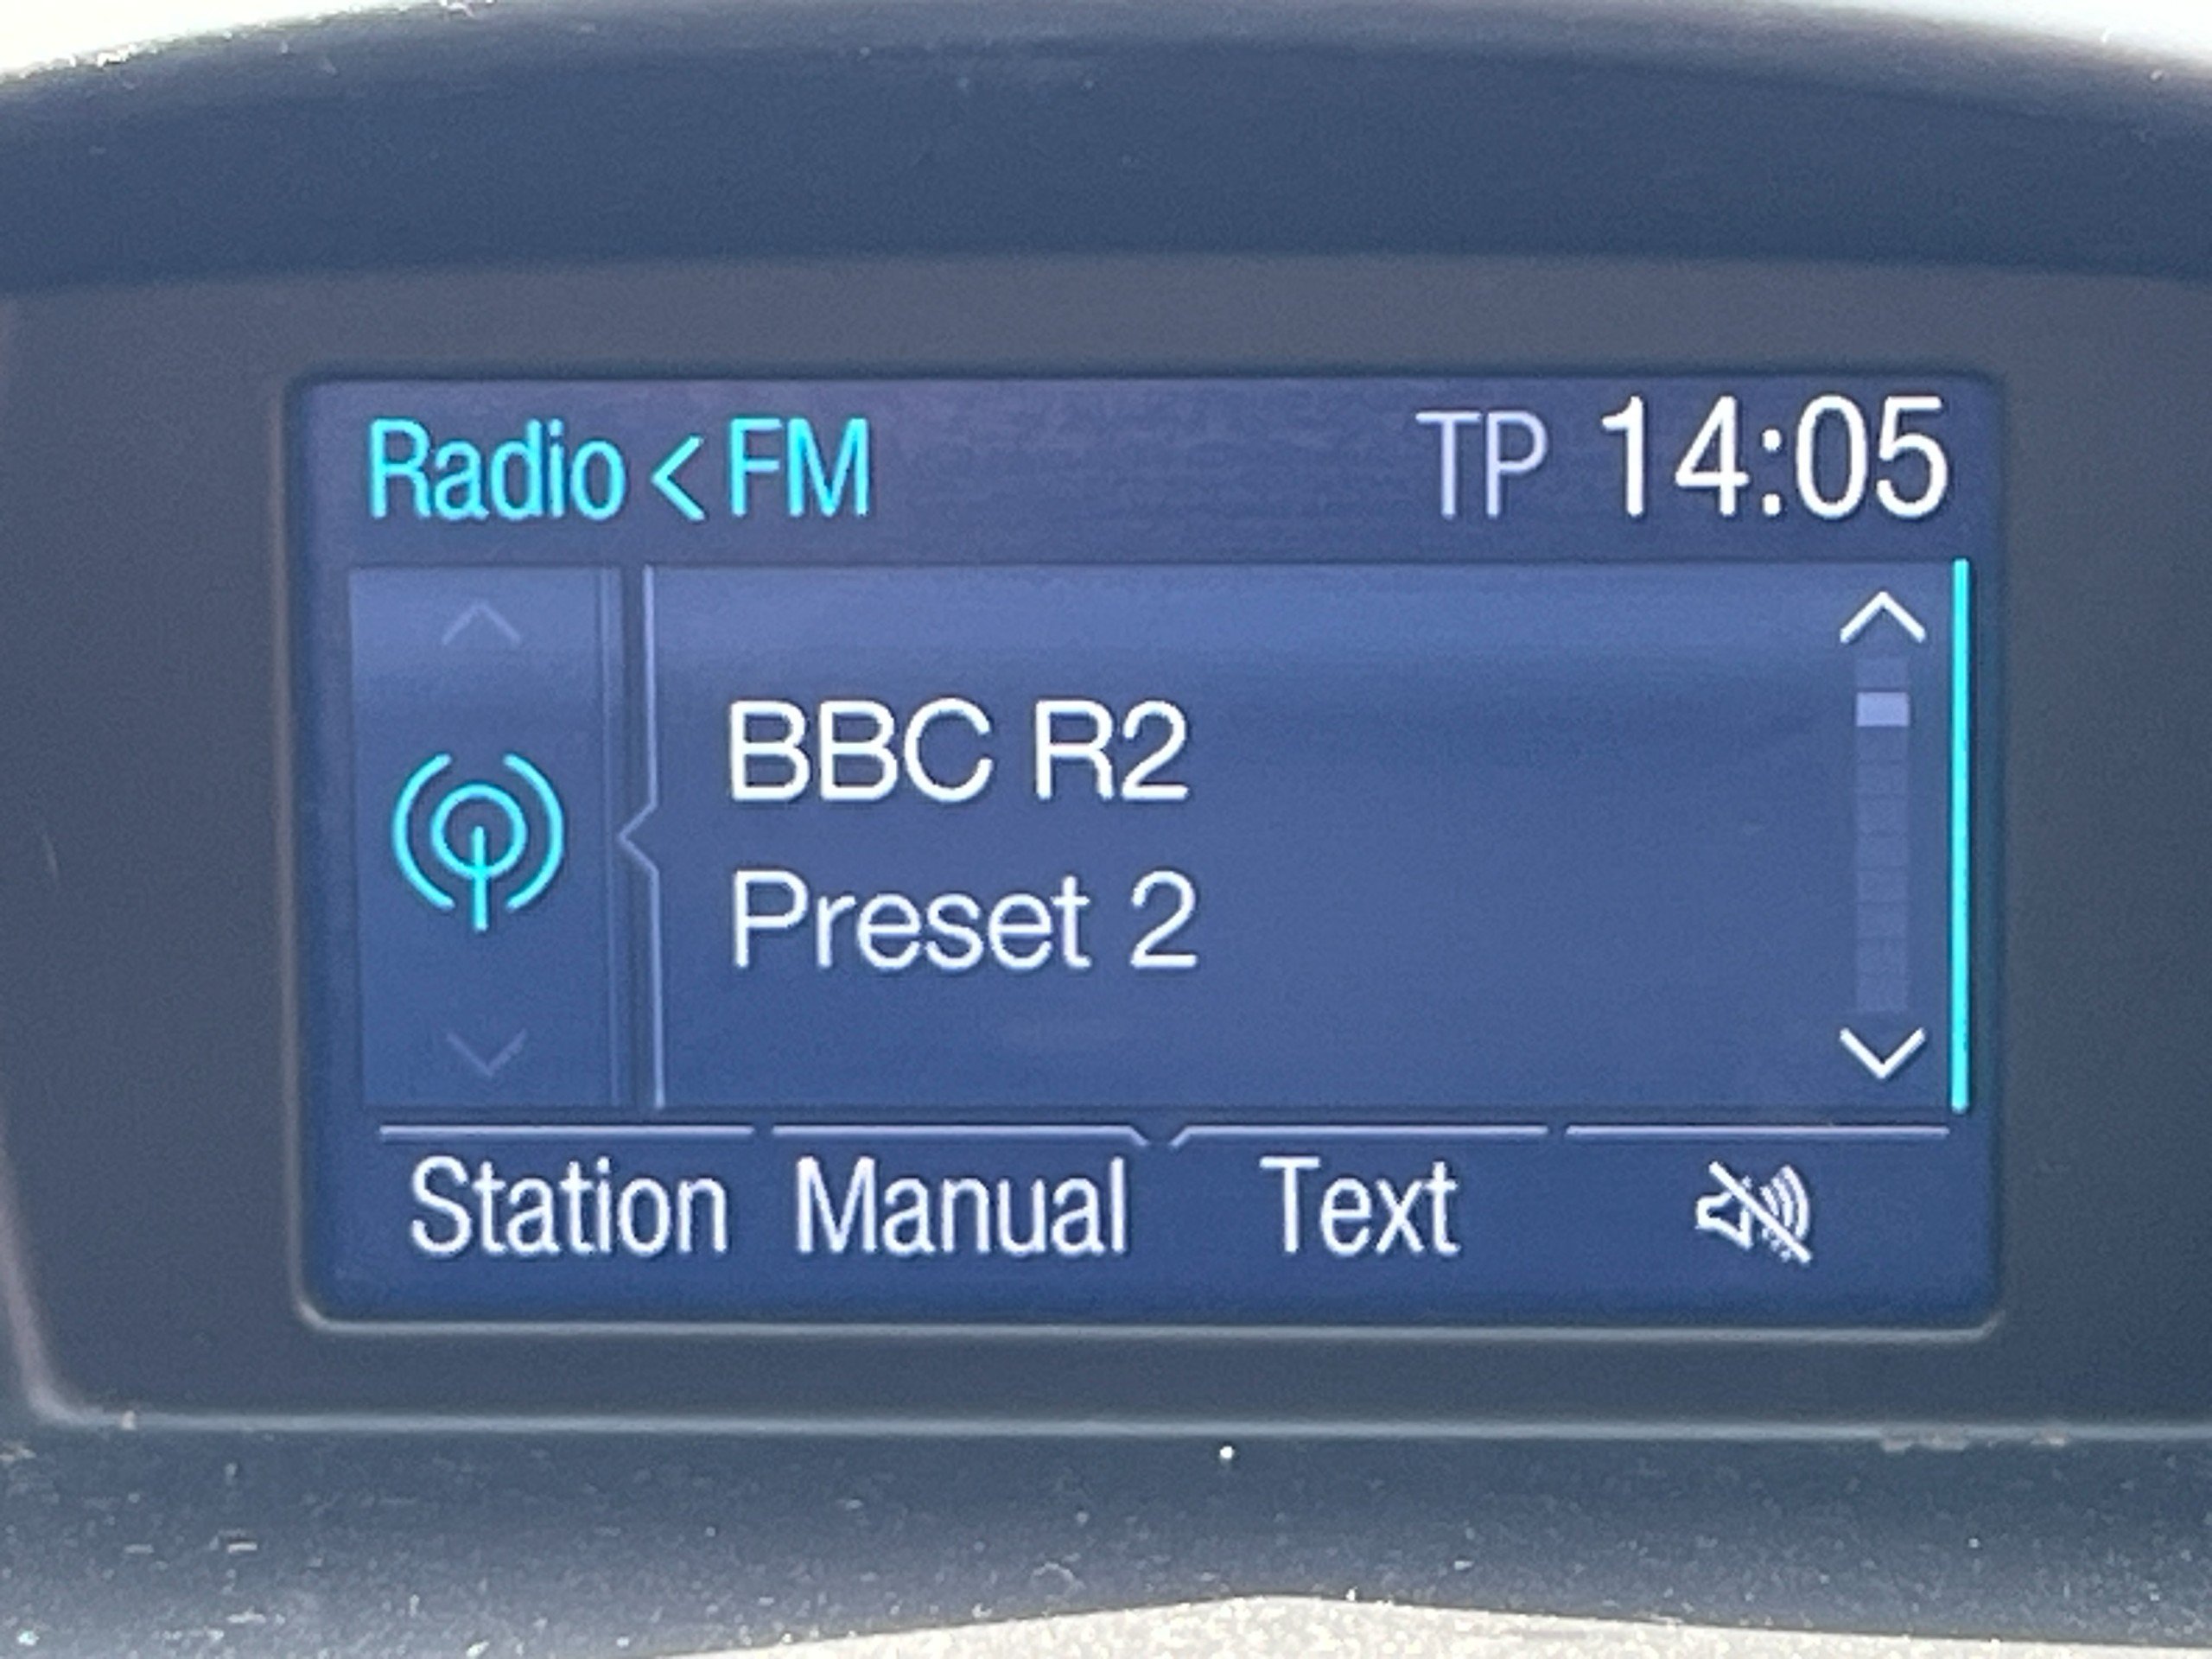 Radio < FM TP 14:05
BBC R2
Preset 2
Station Manual Text